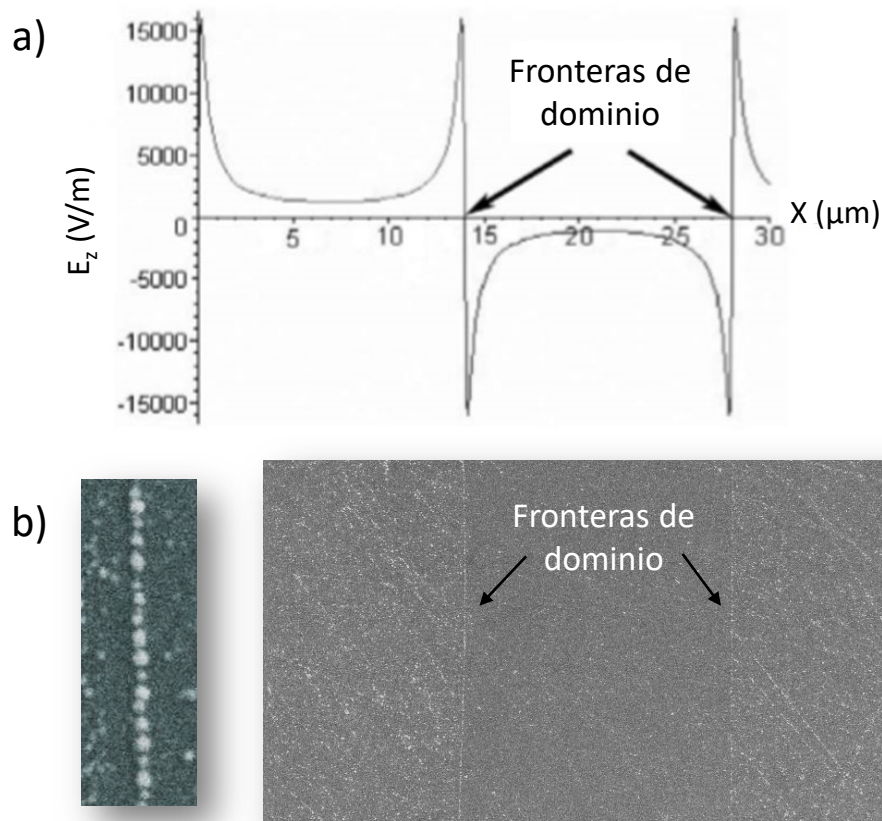 a)
15000
10000
5000
0
-5000
-10000
-15000
E_z (V/m)
Fronteras de
dominio
X (µm)
5
10
15
20
25
30
b)
Fronteras de
dominio